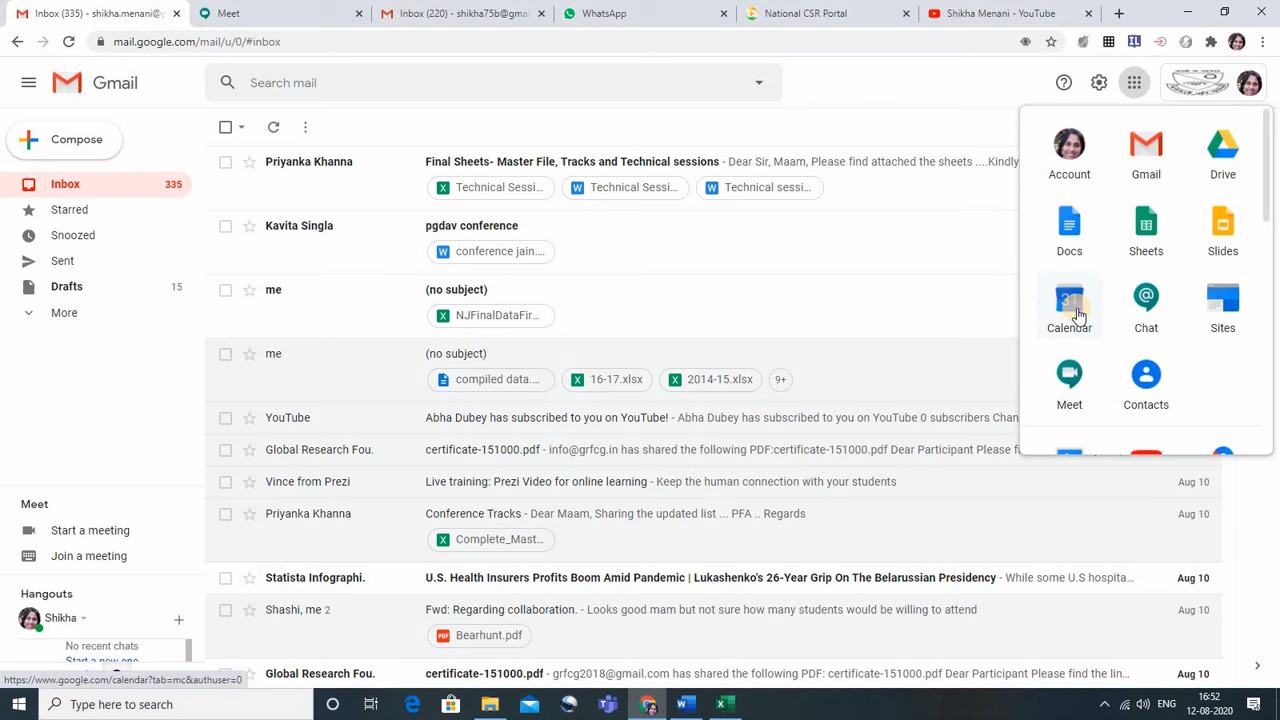 Inbox (335) - shikha.menani@p
Meet
Inbox (220) - shikha75b@gmai
WhatsApp
National CSR Portal
Shikha Menani - YouTube
mail.google.com/mail/u/0/#inbox
Gmail
Search mail
Compose
Inbox 335
Starred
Snoozed
Sent
Drafts 15
More
Priyanka Khanna Final Sheets- Master File, Tracks and Technical sessions - Dear Sir, Maam, Please find attached the sheets ....Kindly
Technical Sessi... Technical Sessi... Technical sessi...
Kavita Singla pgdav conference
conference jain....
me (no subject)
NJFinalDataFir...
me (no subject)
compiled data.... 16-17.xlsx 2014-15.xlsx 9+
YouTube Abha Dubey has subscribed to you on YouTube! - Abha Dubey has subscribed to you on YouTube 0 subscribers Chann
Global Research Fou. certificate-151000.pdf - info@grfcg.in has shared the following PDF:certificate-151000.pdf Dear Participant Please f
Vince from Prezi Live training: Prezi Video for online learning - Keep the human connection with your students Aug 10
Priyanka Khanna Conference Tracks - Dear Maam, Sharing the updated list ... PFA .. Regards Aug 10
Complete_Mast...
Statista Infographi. U.S. Health Insurers Profits Boom Amid Pandemic | Lukashenko's 26-Year Grip On The Belarussian Presidency - While some U.S hospita... Aug 10
Shashi, me 2 Fwd: Regarding collaboration. - Looks good mam but not sure how many students would be willing to attend Aug 10
Bearhunt.pdf
Global Research Fou. certificate-151000.pdf - grfcg2018@gmail.com has shared the following PDF: certificate-151000.pdf Dear Participant Please find the lin... Aug 10
Account Gmail Drive
Docs Sheets Slides
Calendar Chat Sites
Meet Contacts
Meet
Start a meeting
Join a meeting
Hangouts
Shikha
No recent chats
Start a new one
https://www.google.com/calendar?tab=mc&authuser=0
Type here to search
ENG
16:52
12-08-2020